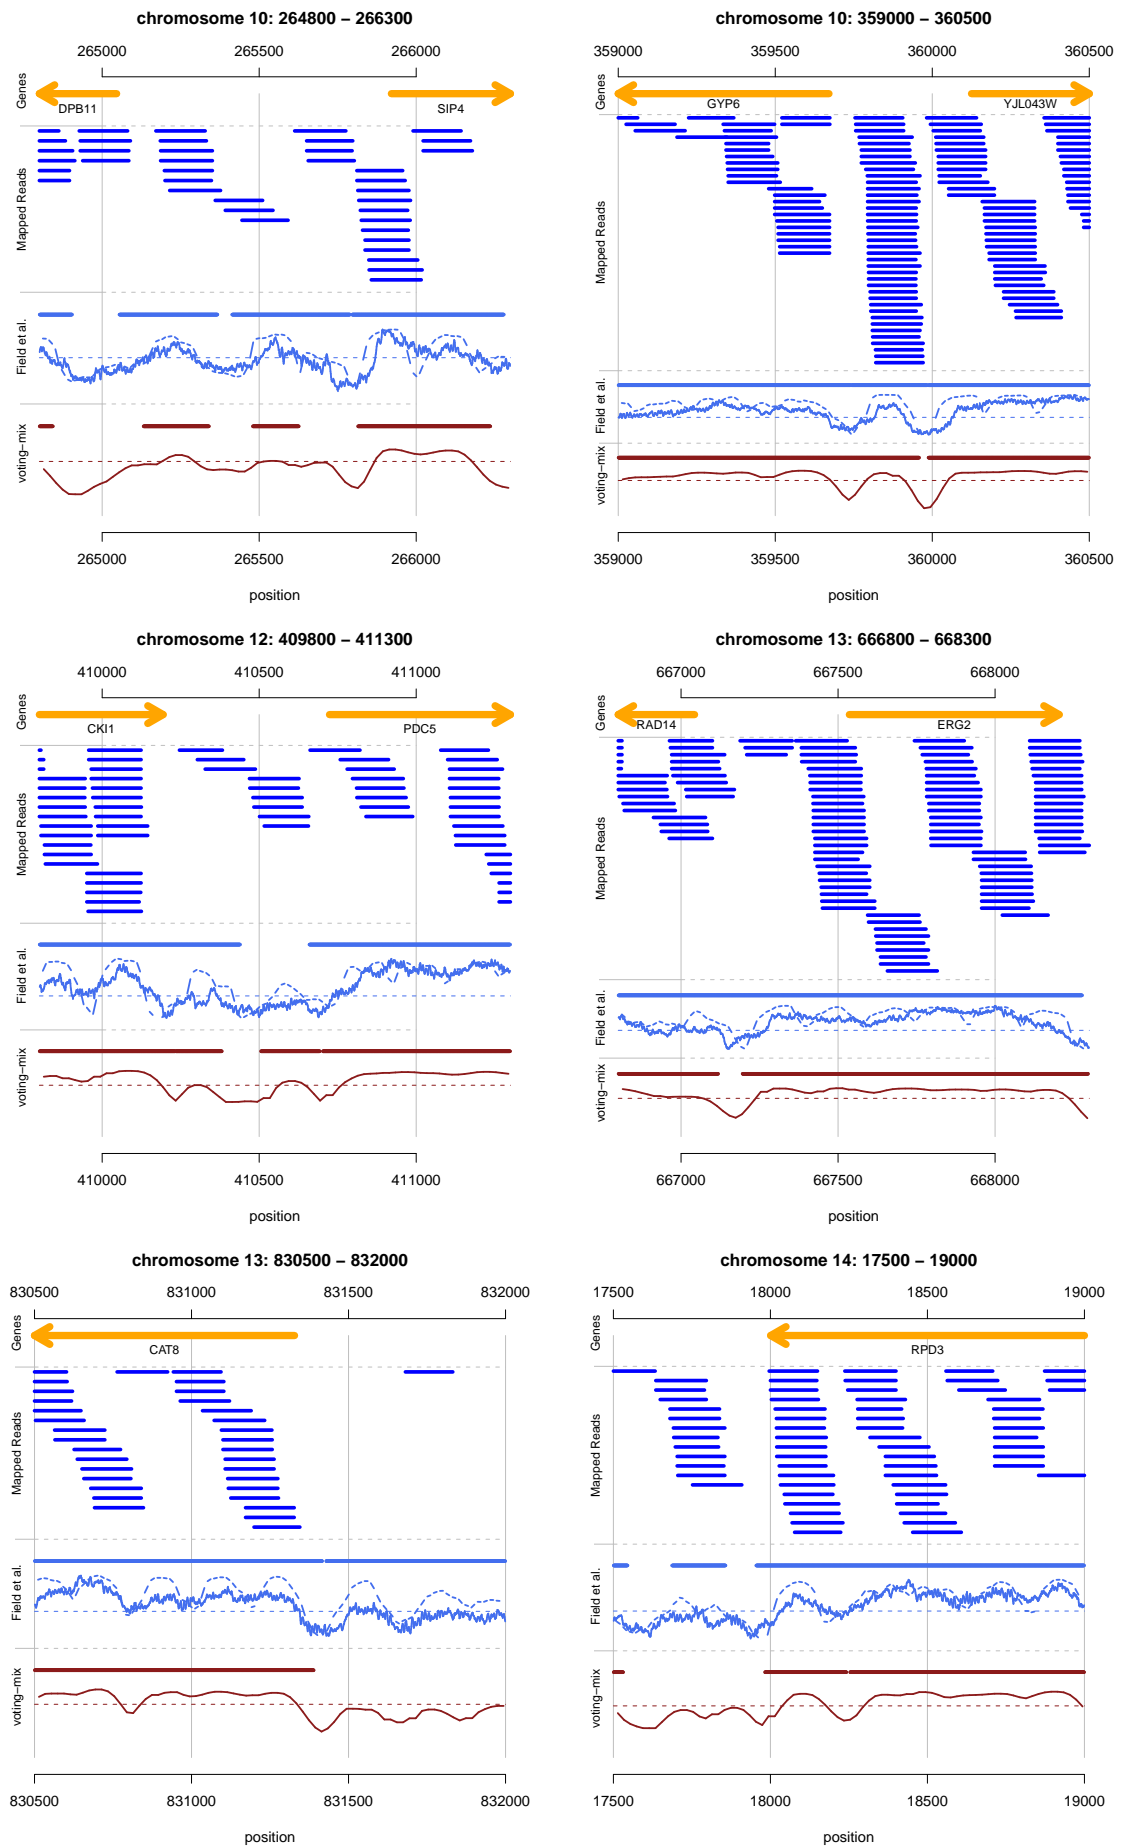 chromosome 10: 264800 − 266300
265000 265500 266000
Genes
DPB11 SIP4
Mapped Reads
Field et al.
voting−mix
265000 265500 266000
position
chromosome 10: 359000 − 360500
359000 359500 360000 360500
Genes
GYP6 YJL043W
Mapped Reads
Field et al.
voting−mix
359000 359500 360000 360500
position
chromosome 12: 409800 − 411300
410000 410500 411000
Genes
CKI1 PDC5
Mapped Reads
Field et al.
voting−mix
410000 410500 411000
position
chromosome 13: 666800 − 668300
667000 667500 668000
Genes
RAD14 ERG2
Mapped Reads
Field et al.
voting−mix
667000 667500 668000
position
chromosome 13: 830500 − 832000
830500 831000 831500 832000
Genes
CAT8
Mapped Reads
Field et al.
voting−mix
830500 831000 831500 832000
position
chromosome 14: 17500 − 19000
17500 18000 18500 19000
Genes
RPD3
Mapped Reads
Field et al.
voting−mix
17500 18000 18500 19000
position